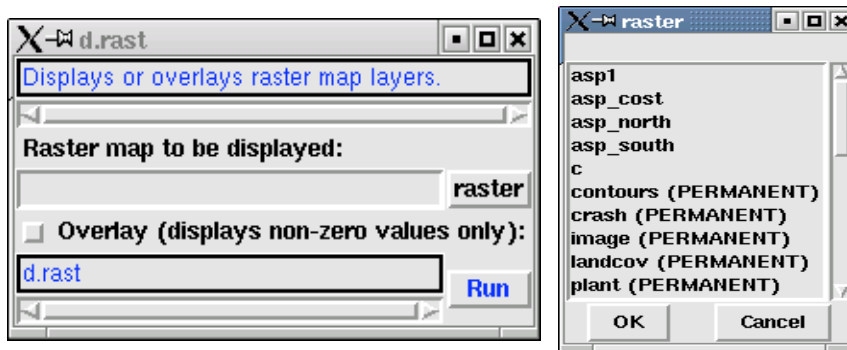 d.rast
Displays or overlays raster map layers.
Raster map to be displayed:
raster
Overlay (displays non-zero values only):
d.rast
Run
raster
asp1
asp_cost
asp_north
asp_south
c
contours (PERMANENT)
crash (PERMANENT)
image (PERMANENT)
landcov (PERMANENT)
plant (PERMANENT)
OK
Cancel